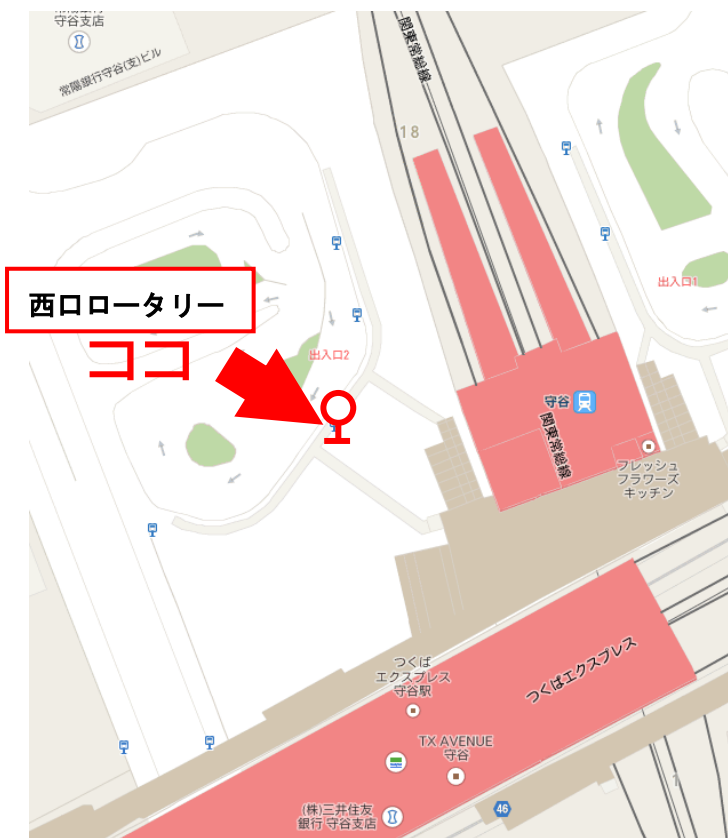 守谷支店
常陽銀行守谷(支)ビル
関東常総線
18
出入口1
西口ロータリー
ココ
出入口2
守谷
関東常総線
フレッシュ
フラワーズ
キッチン
つくばエクスプレス
つくば
エクスプレス
守谷駅
TX AVENUE
守谷
46
1
(株)三井住友
銀行 守谷支店